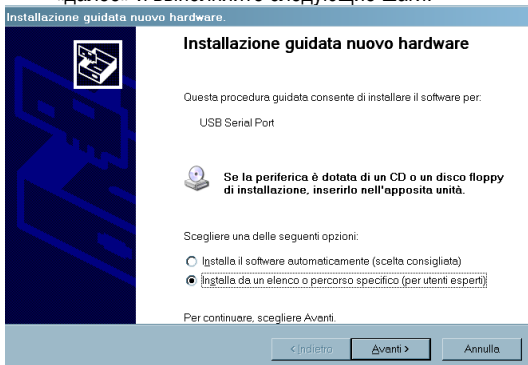 Installazione guidata nuovo hardware.
Installazione guidata nuovo hardware
Questa procedura guidata consente di installare il software per:
USB Serial Port
Se la periferica è dotata di un CD o un disco floppy
di installazione, inserirlo nell'apposita unità.
Scegliere una delle seguenti opzioni:
Installa il software automaticamente (scelta consigliata)
Installa da un elenco o percorso specifico (per utenti esperti)
Per continuare, scegliere Avanti.
< Indietro
Avanti >
Annulla